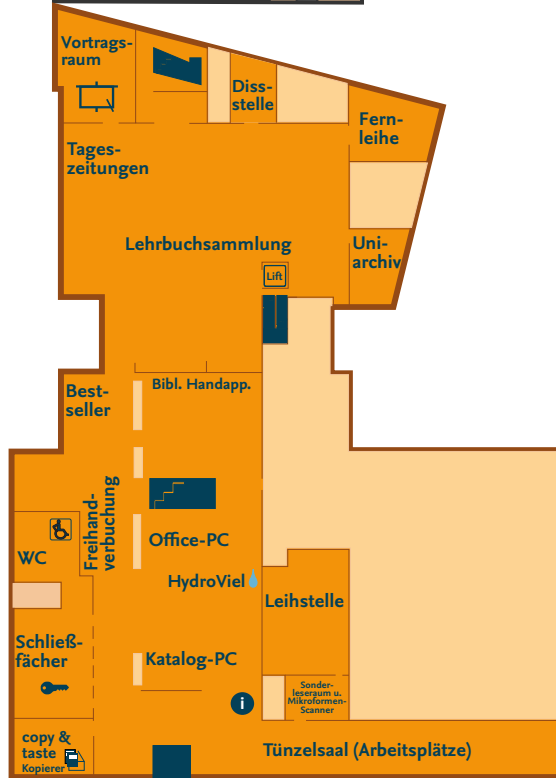 Vortrags-
raum
Diss-
stelle
Fern-
leihe
Tages-
zeitungen
Lehrbuchsammlung
Uni-
archiv
Lift
Best-
seller
Bibl. Handapp.
Freihand-
verbuchung
WC
Office-PC
HydroViel
Leihstelle
Schließ-
fächer
Katalog-PC
Sonder-
leseraum u.
Mikroformen-
Scanner
i
copy &
taste
Kopierer
Tünzelsaal (Arbeitsplätze)